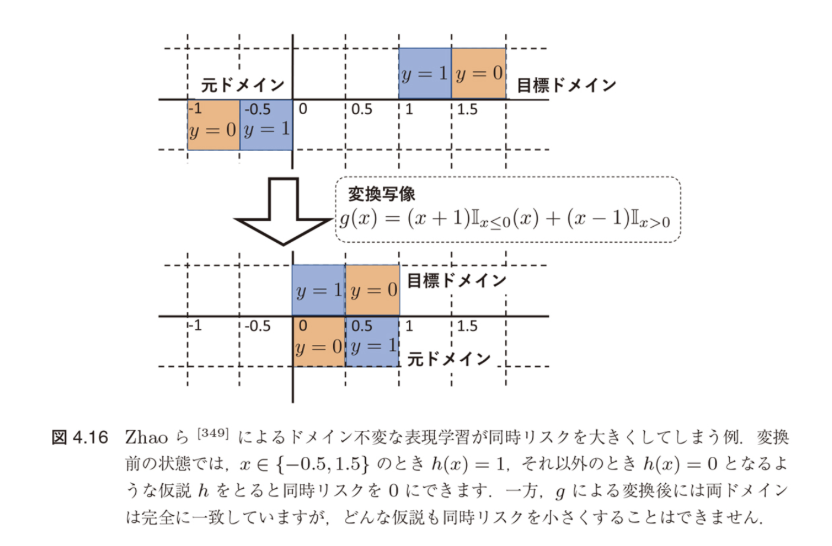 y = 1 y = 0
元ドメイン 目標ドメイン
-1 -0.5 0 0.5 1 1.5
y = 0 y = 1
変換写像
g(x) = (x + 1)𝕀x≤0(x) + (x − 1)𝕀x>0
目標ドメイン
y = 1 y = 0
-1 -0.5 0 0.5 1 1.5
y = 0 y = 1
元ドメイン
図 4.16 Zhao ら [349] によるドメイン不変な表現学習が同時リスクを大きくしてしまう例．変換
前の状態では，x ∈ {−0.5, 1.5} のとき h(x) = 1，それ以外のとき h(x) = 0 となるよ
うな仮説 h をとると同時リスクを 0 にできます．一方，g による変換後には両ドメイン
は完全に一致していますが，どんな仮説も同時リスクを小さくすることはできません．